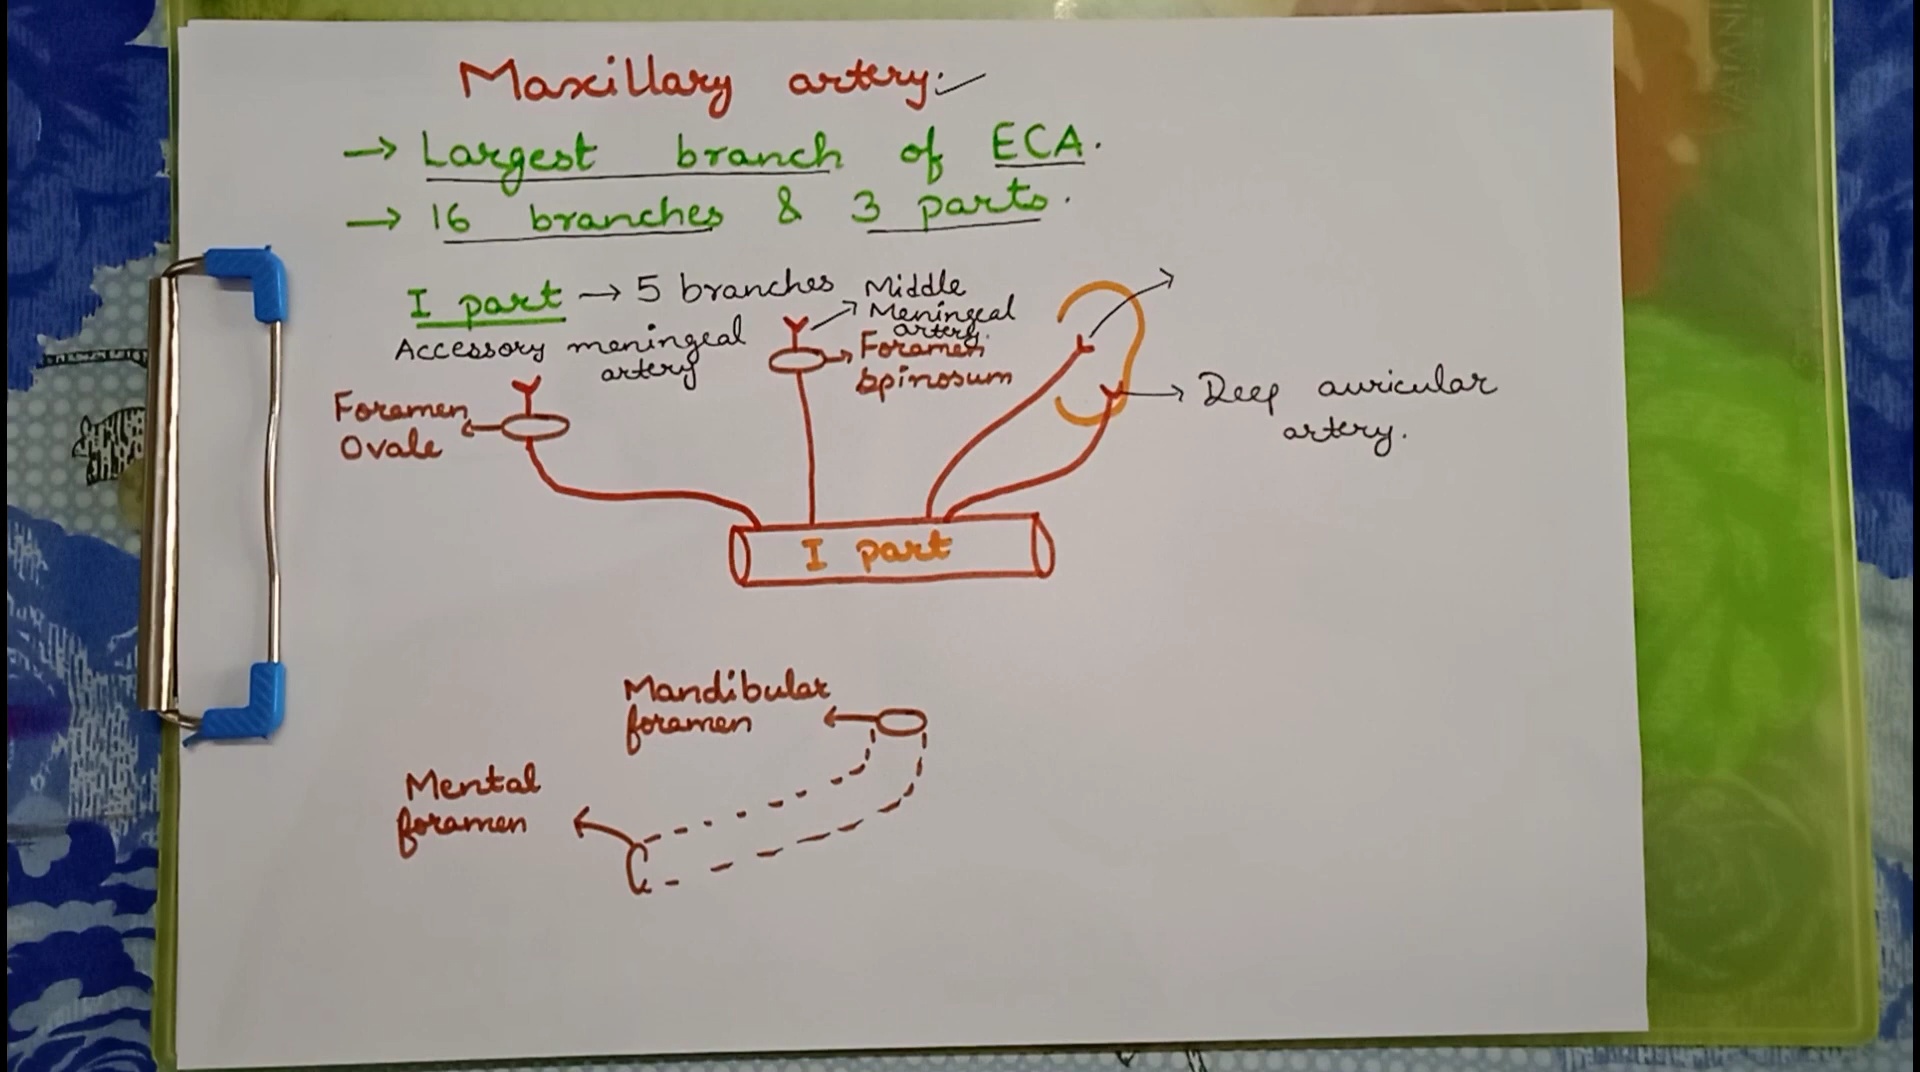 Maxillary artery:
→ Largest branch of ECA.
→ 16 branches & 3 parts.
I part → 5 branches
Middle
Meningeal
artery.
Accessory meningeal
artery
Foramen
Spinosum
Foramen
Ovale
Deep auricular
artery.
I part
Mandibular
foramen
Mental
foramen